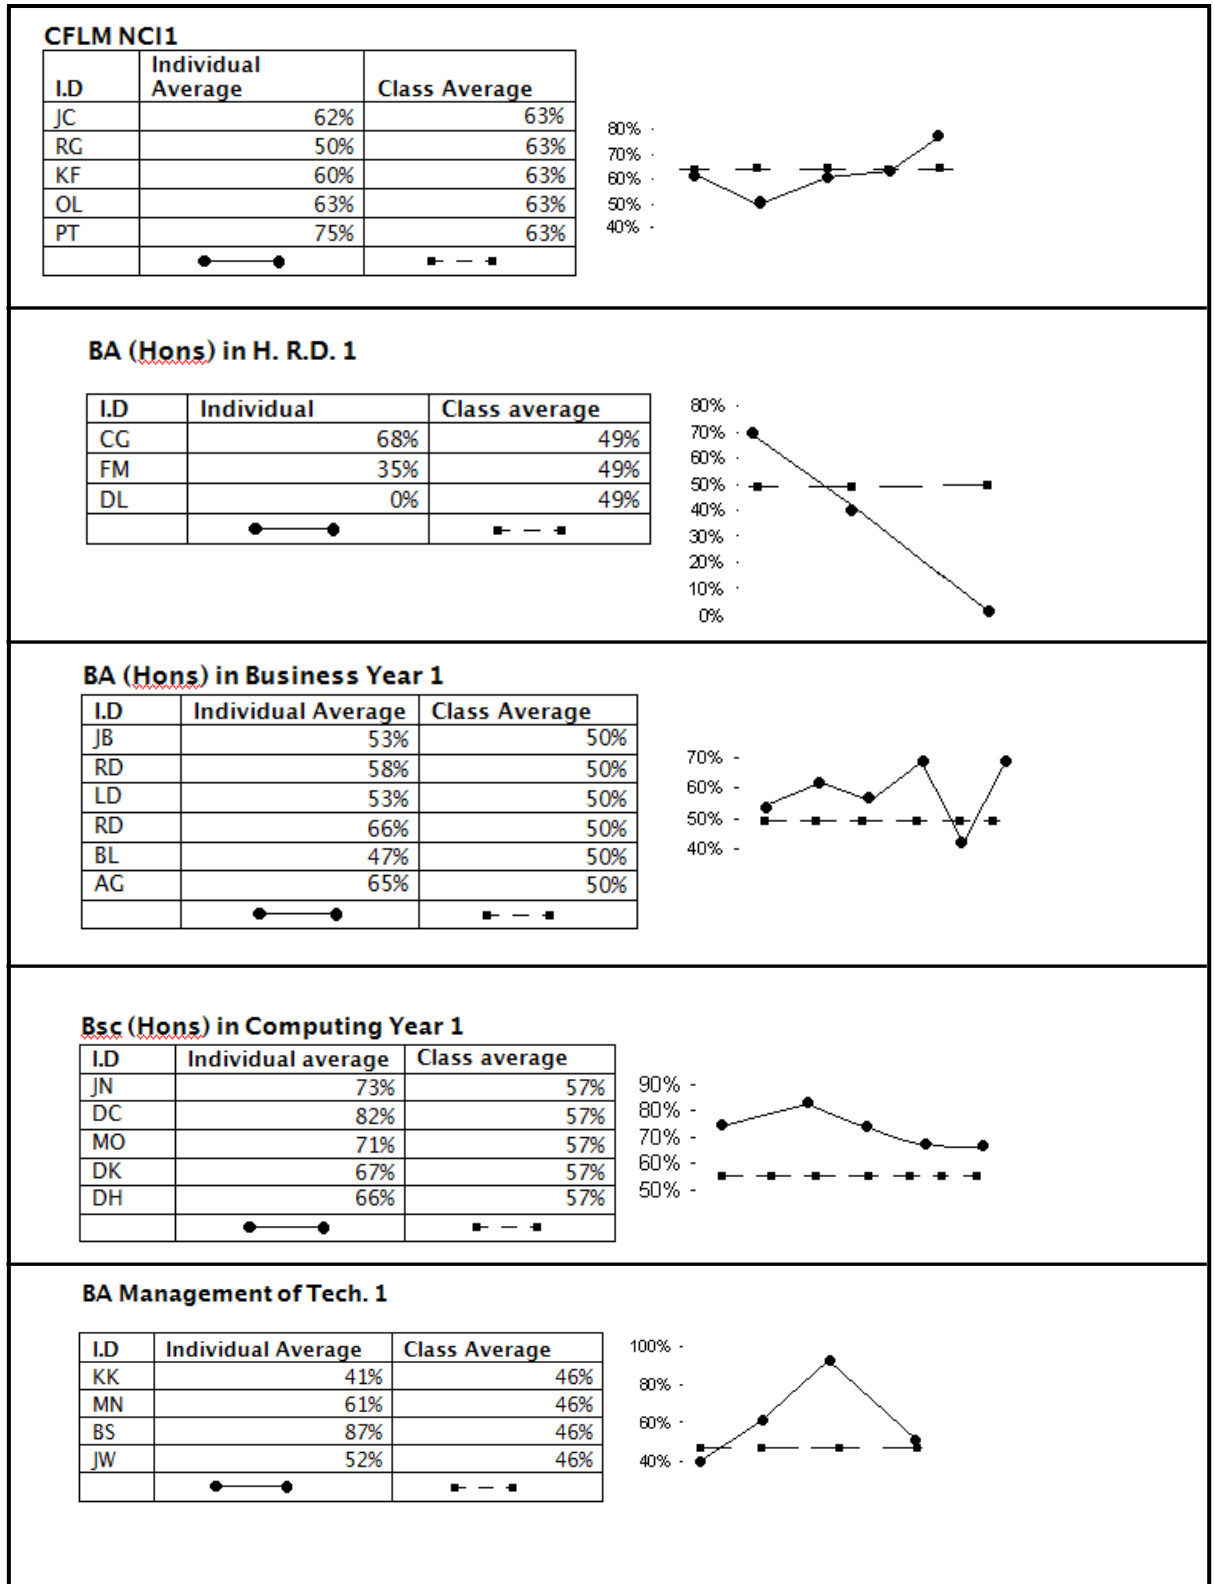 CFLM NCI1
I.D Individual Average Class Average
JC 62% 63%
RG 50% 63%
KF 60% 63%
OL 63% 63%
PT 75% 63%
80%
70%
60%
50%
40%
BA (Hons) in H. R.D. 1
I.D Individual Class average
CG 68% 49%
FM 35% 49%
DL 0% 49%
80%
70%
60%
50%
40%
30%
20%
10%
0%
BA (Hons) in Business Year 1
I.D Individual Average Class Average
JB 53% 50%
RD 58% 50%
LD 53% 50%
RD 66% 50%
BL 47% 50%
AG 65% 50%
70%
60%
50%
40%
Bsc (Hons) in Computing Year 1
I.D Individual average Class average
JN 73% 57%
DC 82% 57%
MO 71% 57%
DK 67% 57%
DH 66% 57%
90%
80%
70%
60%
50%
BA Management of Tech. 1
I.D Individual Average Class Average
KK 41% 46%
MN 61% 46%
BS 87% 46%
JW 52% 46%
100%
80%
60%
40%